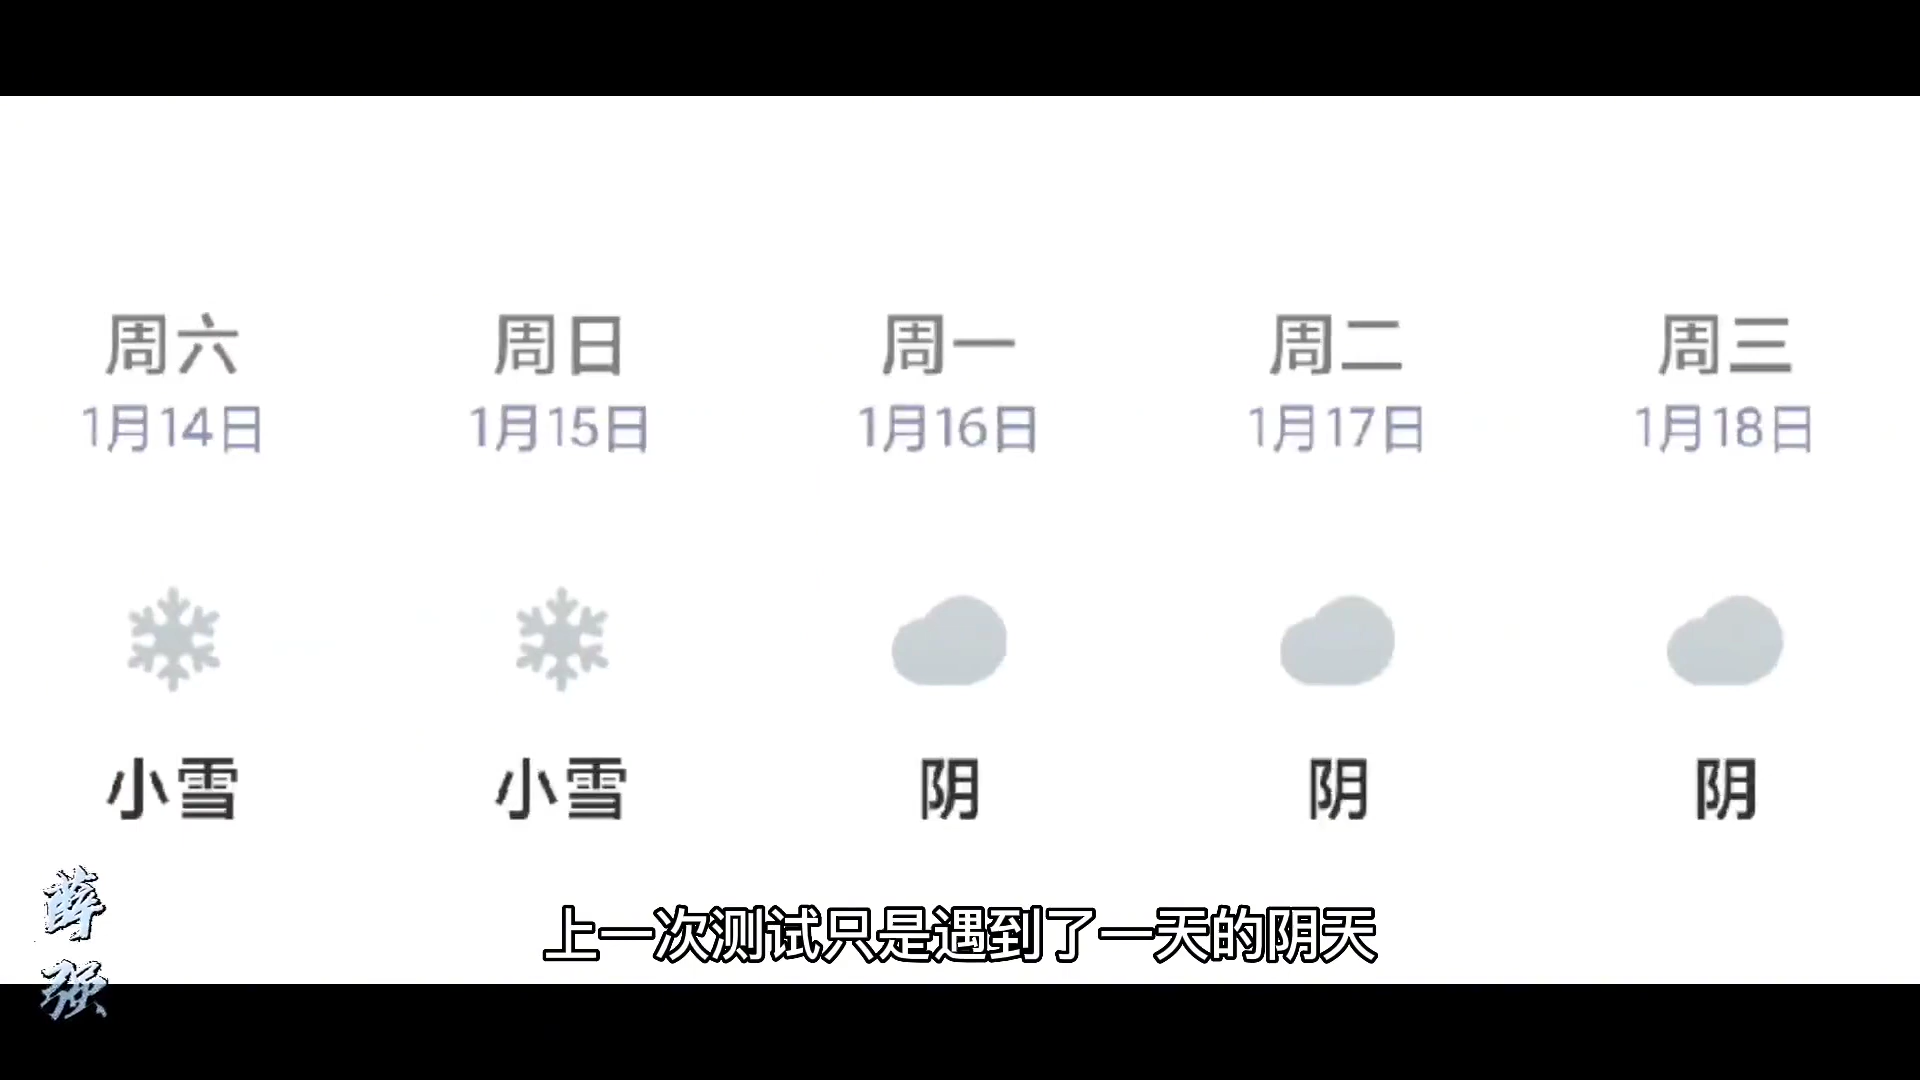 周六 周日 周一 周二 周三
1月14日 1月15日 1月16日 1月17日 1月18日
小雪 小雪 阴 阴 阴
上一次测试只是遇到了一天的阴天
薛强